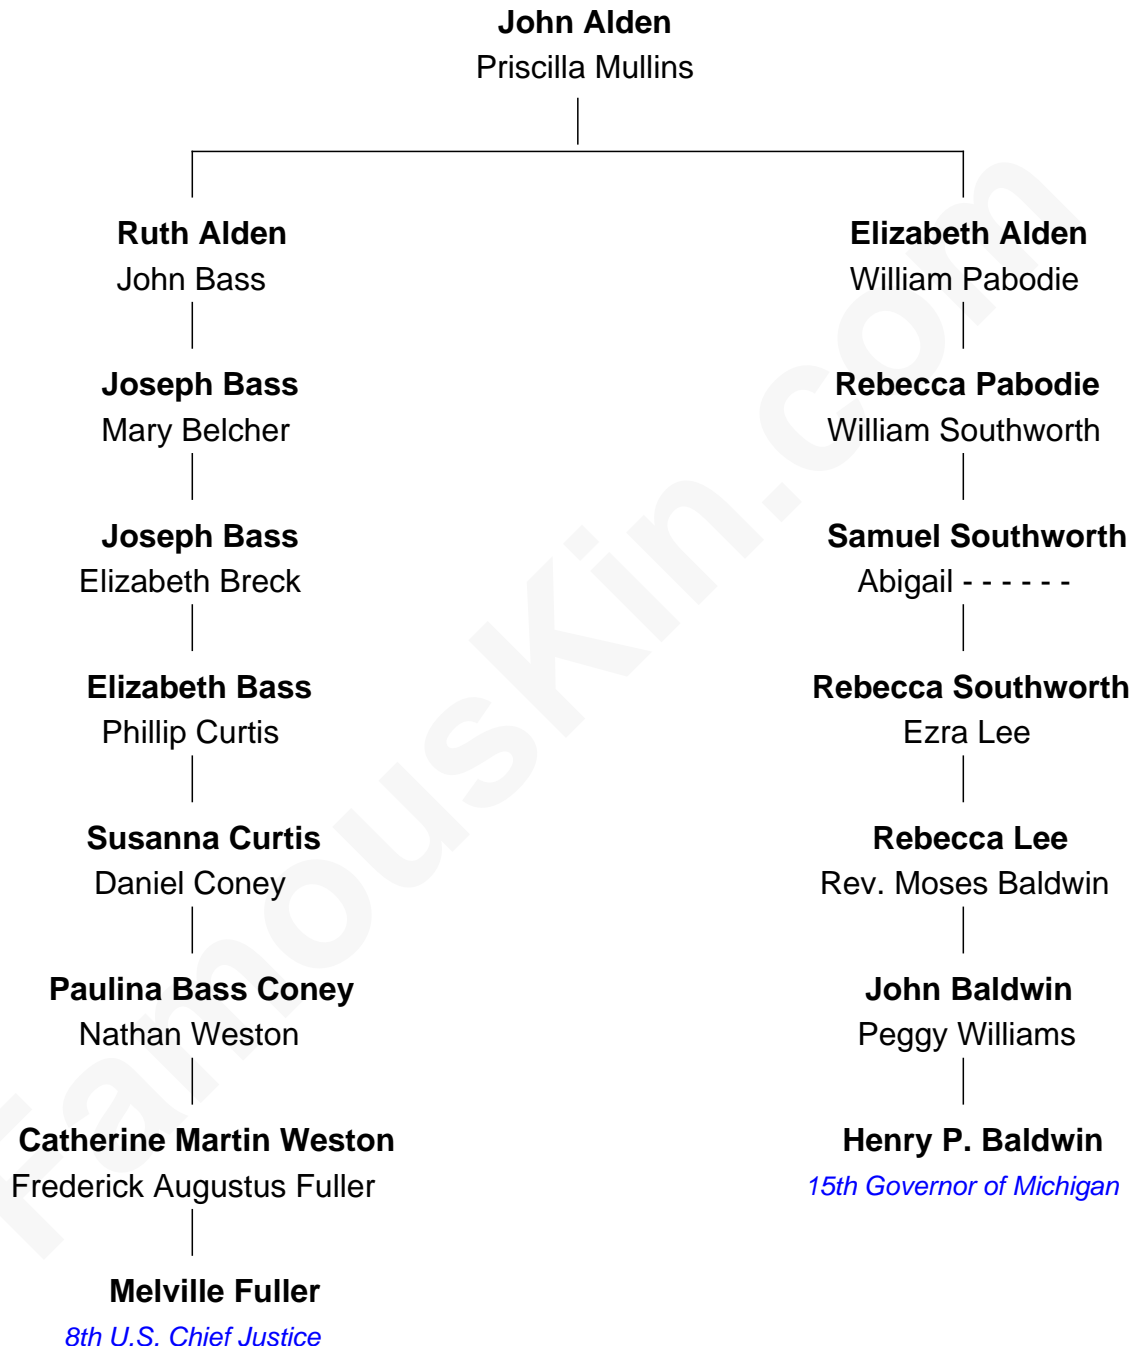 John Alden
Priscilla Mullins
Ruth Alden
John Bass
Elizabeth Alden
William Pabodie
Joseph Bass
Mary Belcher
Rebecca Pabodie
William Southworth
Joseph Bass
Elizabeth Breck
Samuel Southworth
Abigail - - - - - -
Elizabeth Bass
Phillip Curtis
Rebecca Southworth
Ezra Lee
Susanna Curtis
Daniel Coney
Rebecca Lee
Rev. Moses Baldwin
Paulina Bass Coney
Nathan Weston
John Baldwin
Peggy Williams
Catherine Martin Weston
Frederick Augustus Fuller
Henry P. Baldwin
15th Governor of Michigan
Melville Fuller
8th U.S. Chief Justice
FamousKin.com